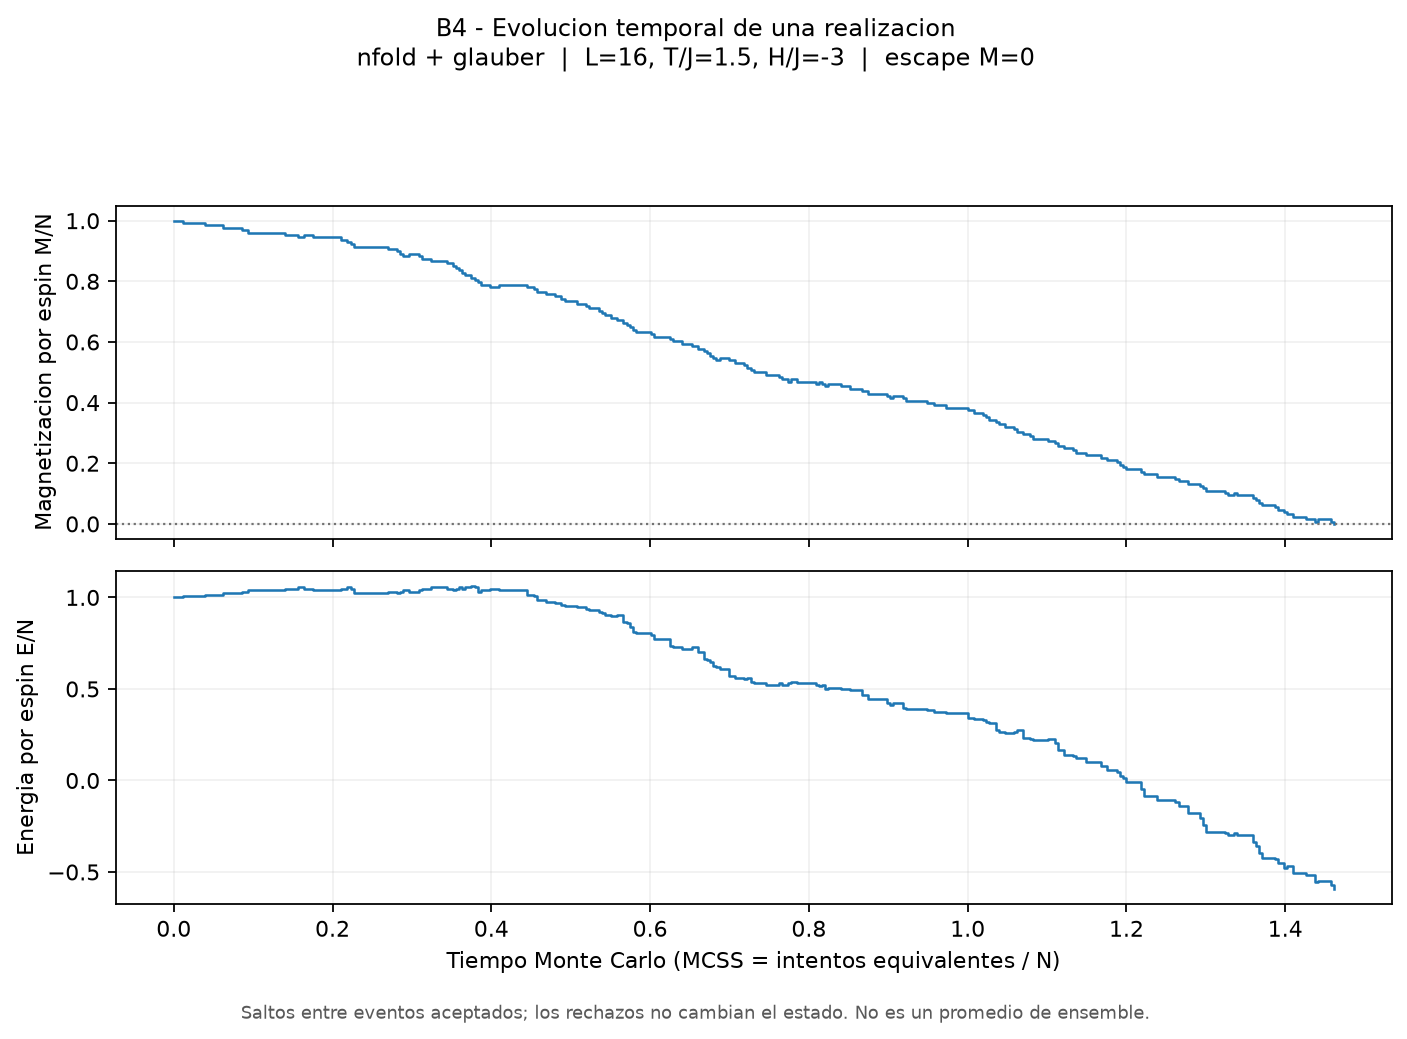 B4 - Evolucion temporal de una realizacion
nfold + glauber | L=16, T/J=1.5, H/J=-3 | escape M=0
Magnetizacion por espin M/N
1.0
0.8
0.6
0.4
0.2
0.0
Energia por espin E/N
1.0
0.5
0.0
−0.5
0.0 0.2 0.4 0.6 0.8 1.0 1.2 1.4
Tiempo Monte Carlo (MCSS = intentos equivalentes / N)
Saltos entre eventos aceptados; los rechazos no cambian el estado. No es un promedio de ensemble.